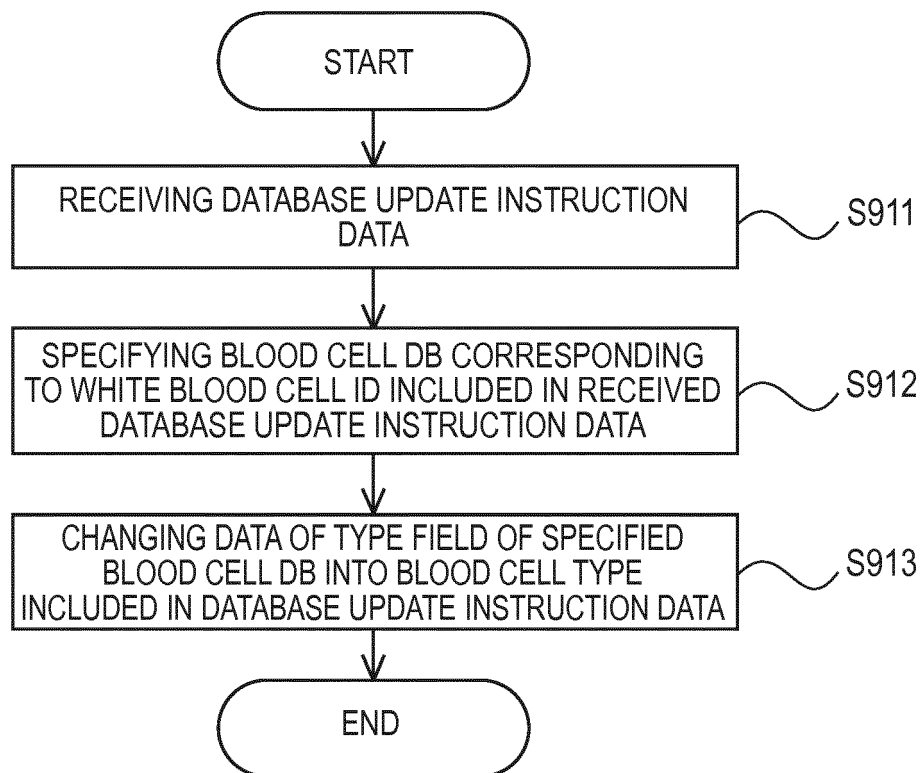 START
RECEIVING DATABASE UPDATE INSTRUCTION
DATA
S911
SPECIFYING BLOOD CELL DB CORRESPONDING
TO WHITE BLOOD CELL ID INCLUDED IN RECEIVED
DATABASE UPDATE INSTRUCTION DATA
S912
CHANGING DATA OF TYPE FIELD OF SPECIFIED
BLOOD CELL DB INTO BLOOD CELL TYPE
INCLUDED IN DATABASE UPDATE INSTRUCTION DATA
S913
END